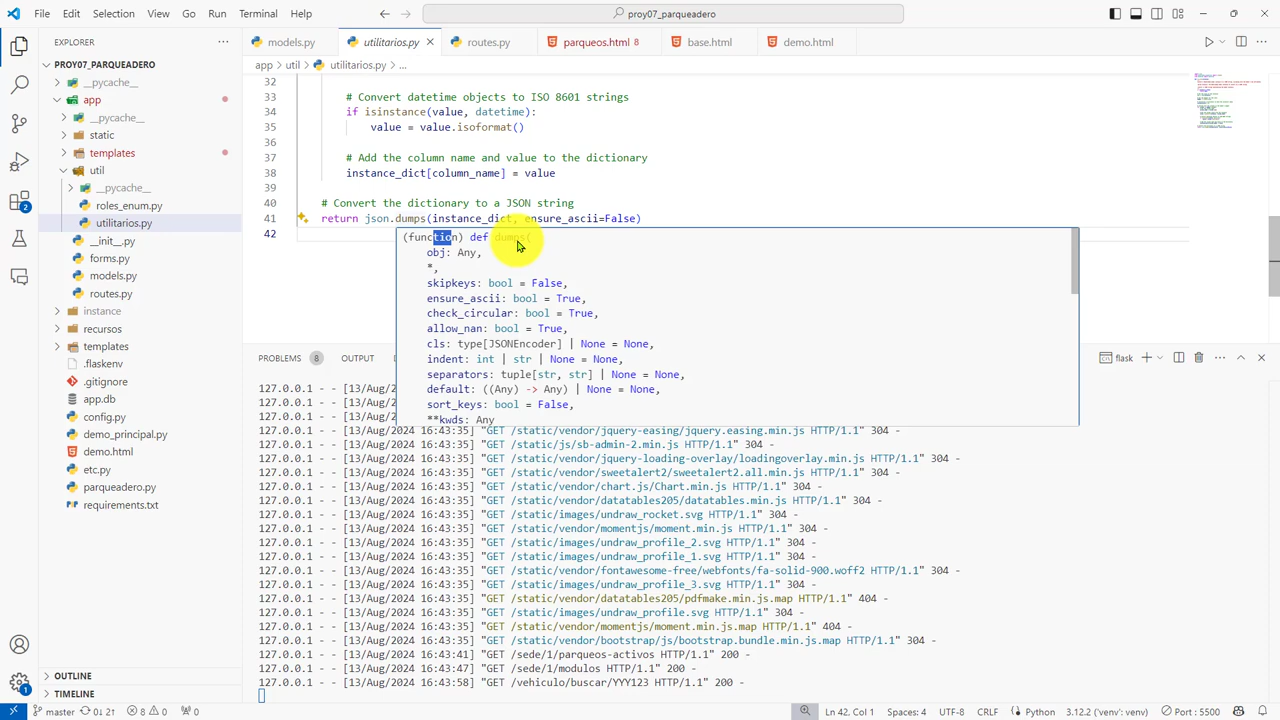 File Edit Selection View Go Run Terminal Help
proy07_parqueadero
EXPLORER
models.py
utilitarios.py
routes.py
parqueos.html 8
base.html
demo.html
PROY07_PARQUEADERO
app > util > utilitarios.py > ...
__pycache__
app
__pycache__
static
templates
util
__pycache__
roles_enum.py
utilitarios.py
__init__.py
forms.py
models.py
routes.py
instance
recursos
templates
.flaskenv
.gitignore
app.db
config.py
demo_principal.py
demo.html
etc.py
parqueadero.py
requirements.txt
OUTLINE
TIMELINE
32
33 # Convert datetime objects to ISO 8601 strings
34 if isinstance(value, datetime):
35 value = value.isoformat()
36
37 # Add the column name and value to the dictionary
38 instance_dict[column_name] = value
39
40 # Convert the dictionary to a JSON string
41 return json.dumps(instance_dict, ensure_ascii=False)
42
(function) def dumps(
obj: Any,
*,
skipkeys: bool = False,
ensure_ascii: bool = True,
check_circular: bool = True,
allow_nan: bool = True,
cls: type[JSONEncoder] | None = None,
indent: int | str | None = None,
separators: tuple[str, str] | None = None,
default: ((Any) -> Any) | None = None,
sort_keys: bool = False,
**kwds: Any
PROBLEMS 8 OUTPUT
flask
127.0.0.1 - - [13/Aug/2024
127.0.0.1 - - [13/Aug/2024
127.0.0.1 - - [13/Aug/2024
127.0.0.1 - - [13/Aug/2024 16:43:35] "GET /static/vendor/jquery-easing/jquery.easing.min.js HTTP/1.1" 304 -
127.0.0.1 - - [13/Aug/2024 16:43:35] "GET /static/js/sb-admin-2.min.js HTTP/1.1" 304 -
127.0.0.1 - - [13/Aug/2024 16:43:35] "GET /static/vendor/jquery-loading-overlay/loadingoverlay.min.js HTTP/1.1" 304 -
127.0.0.1 - - [13/Aug/2024 16:43:35] "GET /static/vendor/sweetalert2/sweetalert2.all.min.js HTTP/1.1" 304 -
127.0.0.1 - - [13/Aug/2024 16:43:35] "GET /static/vendor/chart.js/Chart.min.js HTTP/1.1" 304 -
127.0.0.1 - - [13/Aug/2024 16:43:35] "GET /static/vendor/datatables205/datatables.min.js HTTP/1.1" 304 -
127.0.0.1 - - [13/Aug/2024 16:43:35] "GET /static/images/undraw_rocket.svg HTTP/1.1" 304 -
127.0.0.1 - - [13/Aug/2024 16:43:35] "GET /static/vendor/momentjs/moment.min.js HTTP/1.1" 304 -
127.0.0.1 - - [13/Aug/2024 16:43:35] "GET /static/images/undraw_profile_2.svg HTTP/1.1" 304 -
127.0.0.1 - - [13/Aug/2024 16:43:35] "GET /static/images/undraw_profile_1.svg HTTP/1.1" 304 -
127.0.0.1 - - [13/Aug/2024 16:43:35] "GET /static/vendor/fontawesome-free/webfonts/fa-solid-900.woff2 HTTP/1.1" 304 -
127.0.0.1 - - [13/Aug/2024 16:43:35] "GET /static/images/undraw_profile_3.svg HTTP/1.1" 304 -
127.0.0.1 - - [13/Aug/2024 16:43:35] "GET /static/vendor/datatables205/pdfmake.min.js.map HTTP/1.1" 404 -
127.0.0.1 - - [13/Aug/2024 16:43:35] "GET /static/images/undraw_profile.svg HTTP/1.1" 304 -
127.0.0.1 - - [13/Aug/2024 16:43:35] "GET /static/vendor/momentjs/moment.min.js.map HTTP/1.1" 404 -
127.0.0.1 - - [13/Aug/2024 16:43:35] "GET /static/vendor/bootstrap/js/bootstrap.bundle.min.js.map HTTP/1.1" 304 -
127.0.0.1 - - [13/Aug/2024 16:43:41] "GET /sede/1/parqueos-activos HTTP/1.1" 200 -
127.0.0.1 - - [13/Aug/2024 16:43:47] "GET /sede/1/modulos HTTP/1.1" 200 -
127.0.0.1 - - [13/Aug/2024 16:43:58] "GET /vehiculo/buscar/YYY123 HTTP/1.1" 200 -
master 0↓ 2↑ 8 0 0 Ln 42, Col 1 Spaces: 4 UTF-8 CRLF Python 3.12.2 ('venv': venv) Port : 5500